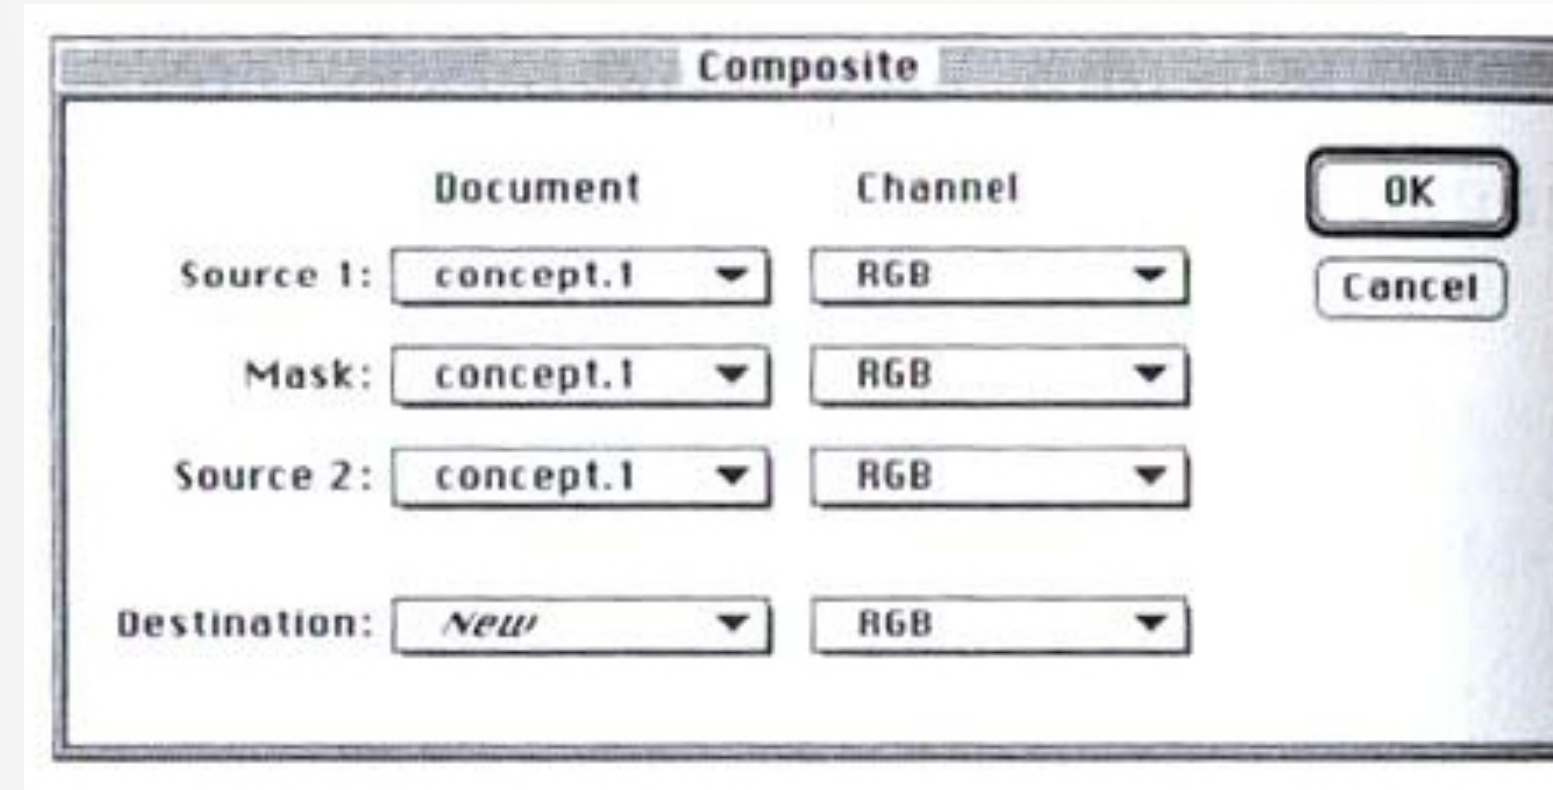 Composite
Document Channel OK
Source 1: concept.1 RGB Cancel
Mask: concept.1 RGB
Source 2: concept.1 RGB
Destination: New RGB